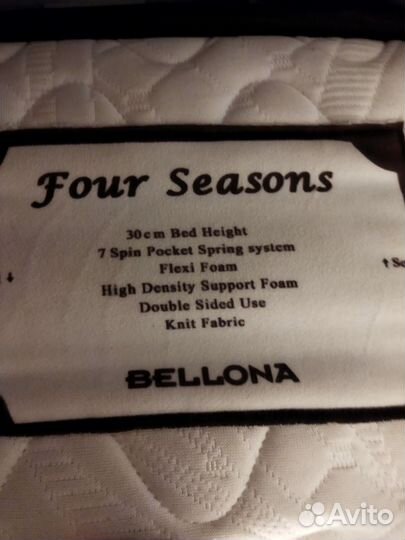 Four Seasons
30cm Bed Height
7 Spin Pocket Spring system
Flexi Foam
High Density Support Foam
Double Sided Use
Knit Fabric
BELLONA
Avito